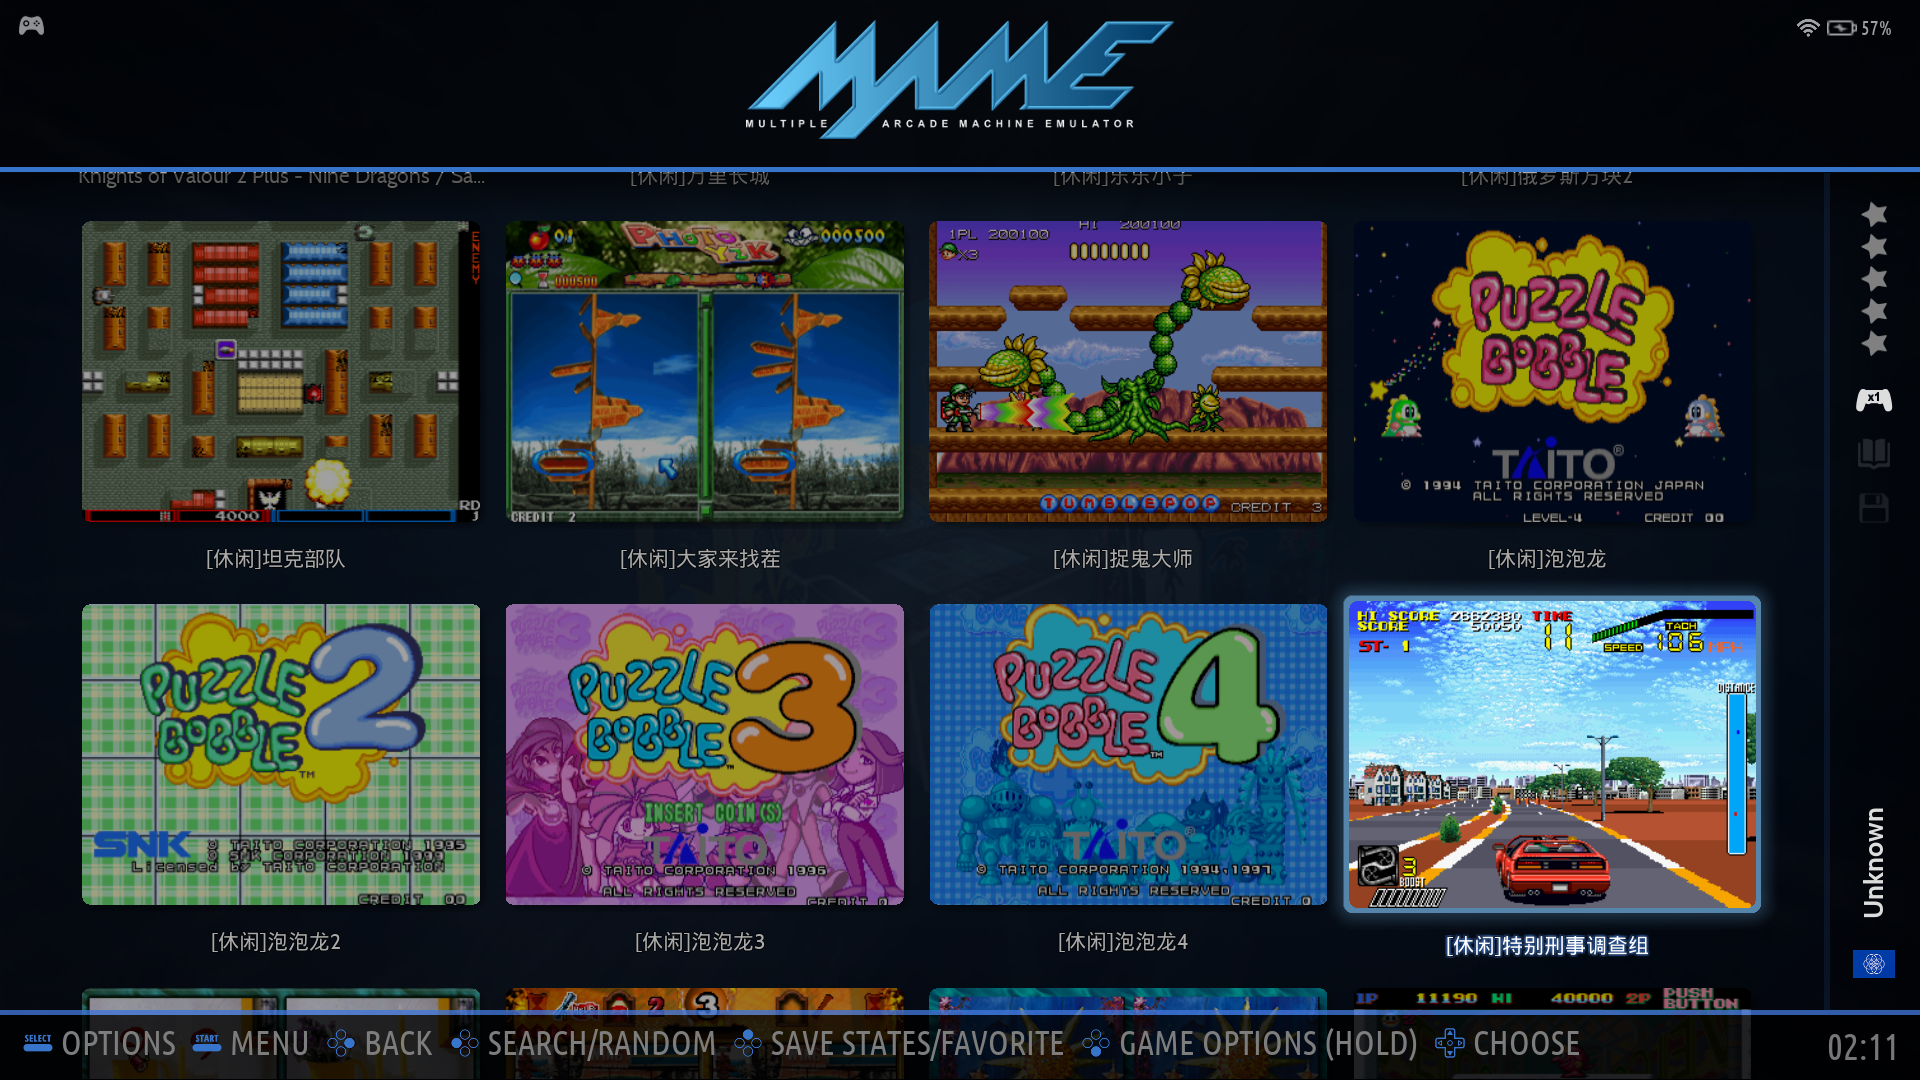 57%
MAME
MULTIPLE ARCADE MACHINE EMULATOR
Knights of Valour 2 Plus - Nine Dragons / Sa...
[休闲]万里长城
[休闲]乐乐小子
[休闲]俄罗斯方块2
ENEMY
RD
4000
01
PHOTO Y2K
000500
000500
CREDIT 2
1PL 200100
HI 200100
X3
TUMBLEPOP
CREDIT 3
PUZZLE BOBBLE
TAITO®
© 1994 TAITO CORPORATION JAPAN
ALL RIGHTS RESERVED
LEVEL-4 CREDIT 00
x1
[休闲]坦克部队
[休闲]大家来找茬
[休闲]捉鬼大师
[休闲]泡泡龙
PUZZLE BOBBLE 2 TM
SNK
© TAITO CORPORATION 1995
© SNK CORPORATION 1999
Licensed by TAITO CORPORATION
CREDIT 00
PUZZLE BOBBLE 3 TM
INSERT COIN(S)
TAITO
© TAITO CORPORATION 1996
ALL RIGHTS RESERVED
CREDIT 0
PUZZLE BOBBLE 4 TM
TAITO®
© TAITO CORPORATION 1994,1997
ALL RIGHTS RESERVED
CREDIT 0
HI SCORE 2662380 TIME
SCORE 50050 11
ST- 1
TACH
SPEED 106 MPH
DISTANCE
3
BOOST
Unknown
[休闲]泡泡龙2
[休闲]泡泡龙3
[休闲]泡泡龙4
[休闲]特别刑事调查组
2 3
1P 11190 HI 40000 2P PUSH BUTTON
SELECT OPTIONS START MENU BACK SEARCH/RANDOM SAVE STATES/FAVORITE GAME OPTIONS (HOLD) CHOOSE
02:11